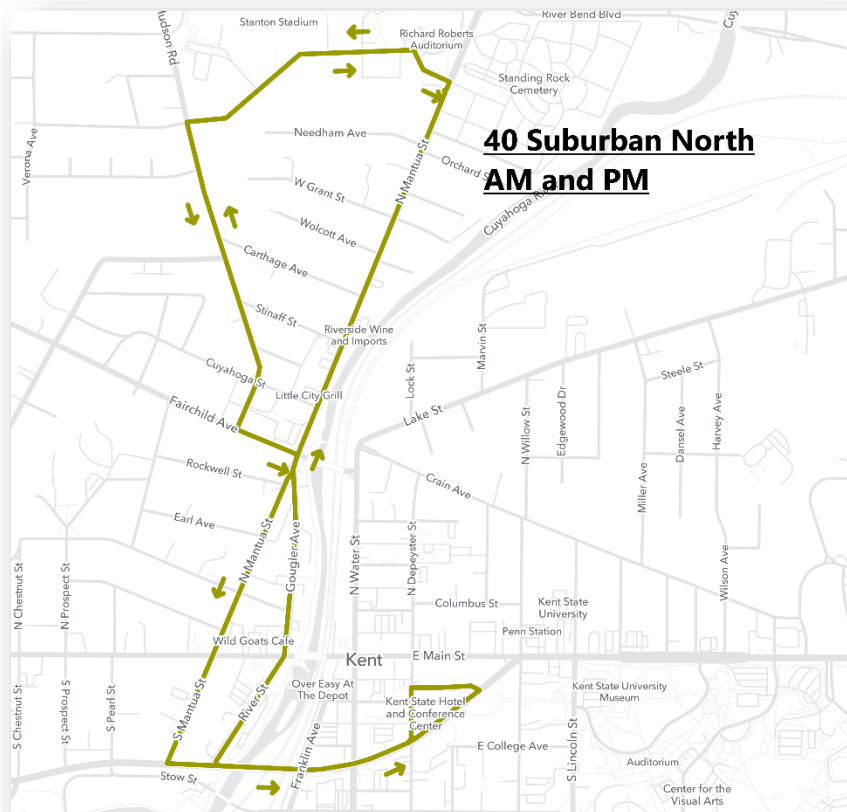 Hudson Rd
Stanton Stadium
River Bend Blvd
Richard Roberts
Auditorium
Standing Rock
Cemetery
40 Suburban North
AM and PM
Verona Ave
Needham Ave
N Mantua St
Orchard S
W Grant St
Cuyahoga
Wolcott Ave
Carthage Ave
Stinaff St
Riverside Wine
and Imports
Marvin St
Lock St
Cuyahoga St
Little City Grill
Fairchild Ave
Lake St
Steele St
N Willow St
Edgewood Dr
Dansel Ave
Harvey Ave
Miller Ave
Rockwell St
Crain Ave
Earl Ave
N Mantua St
Gougler Ave
N Water St
N Depeyster St
Wilson Ave
N Chestnut St
N Prospect St
Columbus St
Kent State
University
Penn Station
Wild Goats Cafe
Kent
E Main St
Over Easy At
The Depot
Kent State Hotel
and Conference
Center
Kent State University
Museum
S Chestnut St
S Prospect St
S Pearl St
S Mantua St
River St
Franklin Ave
E College Ave
S Lincoln St
Auditorium
Stow St
Center for the
Visual Arts